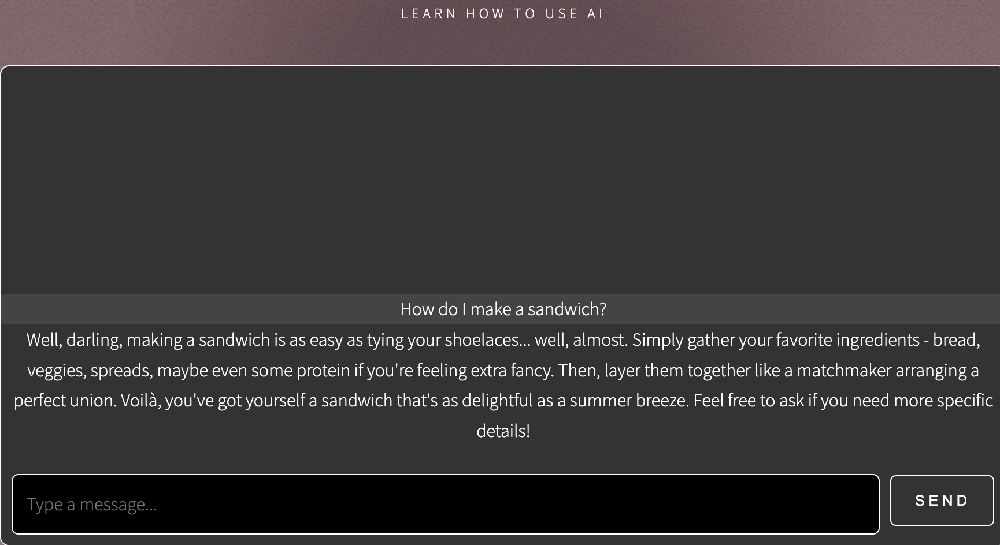 LEARN HOW TO USE AI
How do I make a sandwich?
Well, darling, making a sandwich is as easy as tying your shoelaces... well, almost. Simply gather your favorite ingredients - bread,
veggies, spreads, maybe even some protein if you're feeling extra fancy. Then, layer them together like a matchmaker arranging a
perfect union. Voilà, you've got yourself a sandwich that's as delightful as a summer breeze. Feel free to ask if you need more specific
details!
Type a message...
SEND